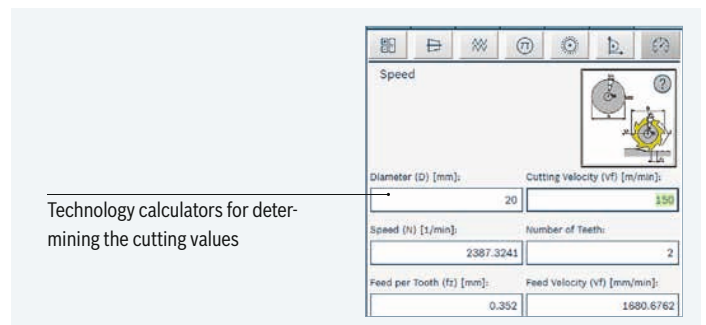 Speed
Diameter (D) [mm]: Cutting Velocity (Vf) [m/min]:
20 150
Technology calculators for deter-
mining the cutting values
Speed (N) [1/min]: Number of Teeth:
2387.3241 2
Feed per Tooth (fz) [mm]: Feed Velocity (Vf) [mm/min]:
0.352 1680.6762